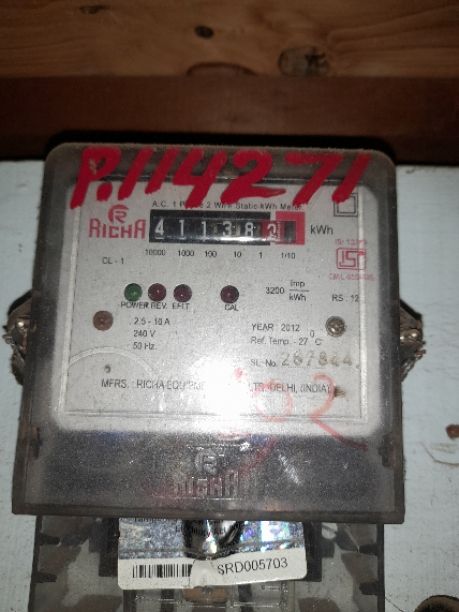 P.114271
A.C. 1 Phase 2 Wire Static kWh Meter
RICHA 411382 kWh
CL - 1
10000 1000 100 10 1 1/10
3200 Imp/kWh
RS : 12
POWER REV. E/LT CAL
2.5 - 10 A
240 V
50 Hz.
YEAR : 2012
Ref. Temp. - 27 °C
SL-No.
MFRS. : RICHA EQUIPMENTS DELHI, (INDIA)
RICHA
SRD005703